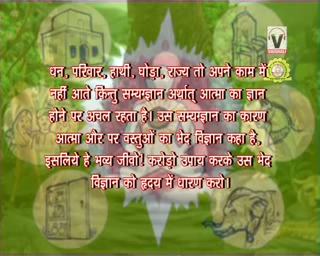 धन, परिवार, हाथी, घोड़ा, राज्य तो अपने काम में
नहीं आते किन्तु सम्यग्ज्ञान अर्थात् आत्मा का ज्ञान
होने पर अचल रहता है। उस सम्यग्ज्ञान का कारण
आत्मा और पर वस्तुओं का भेद विज्ञान कहा है,
इसलिये हे भव्य जीवो! करोड़ो उपाय करके उस भेद
विज्ञान को हृदय में धारण करो।